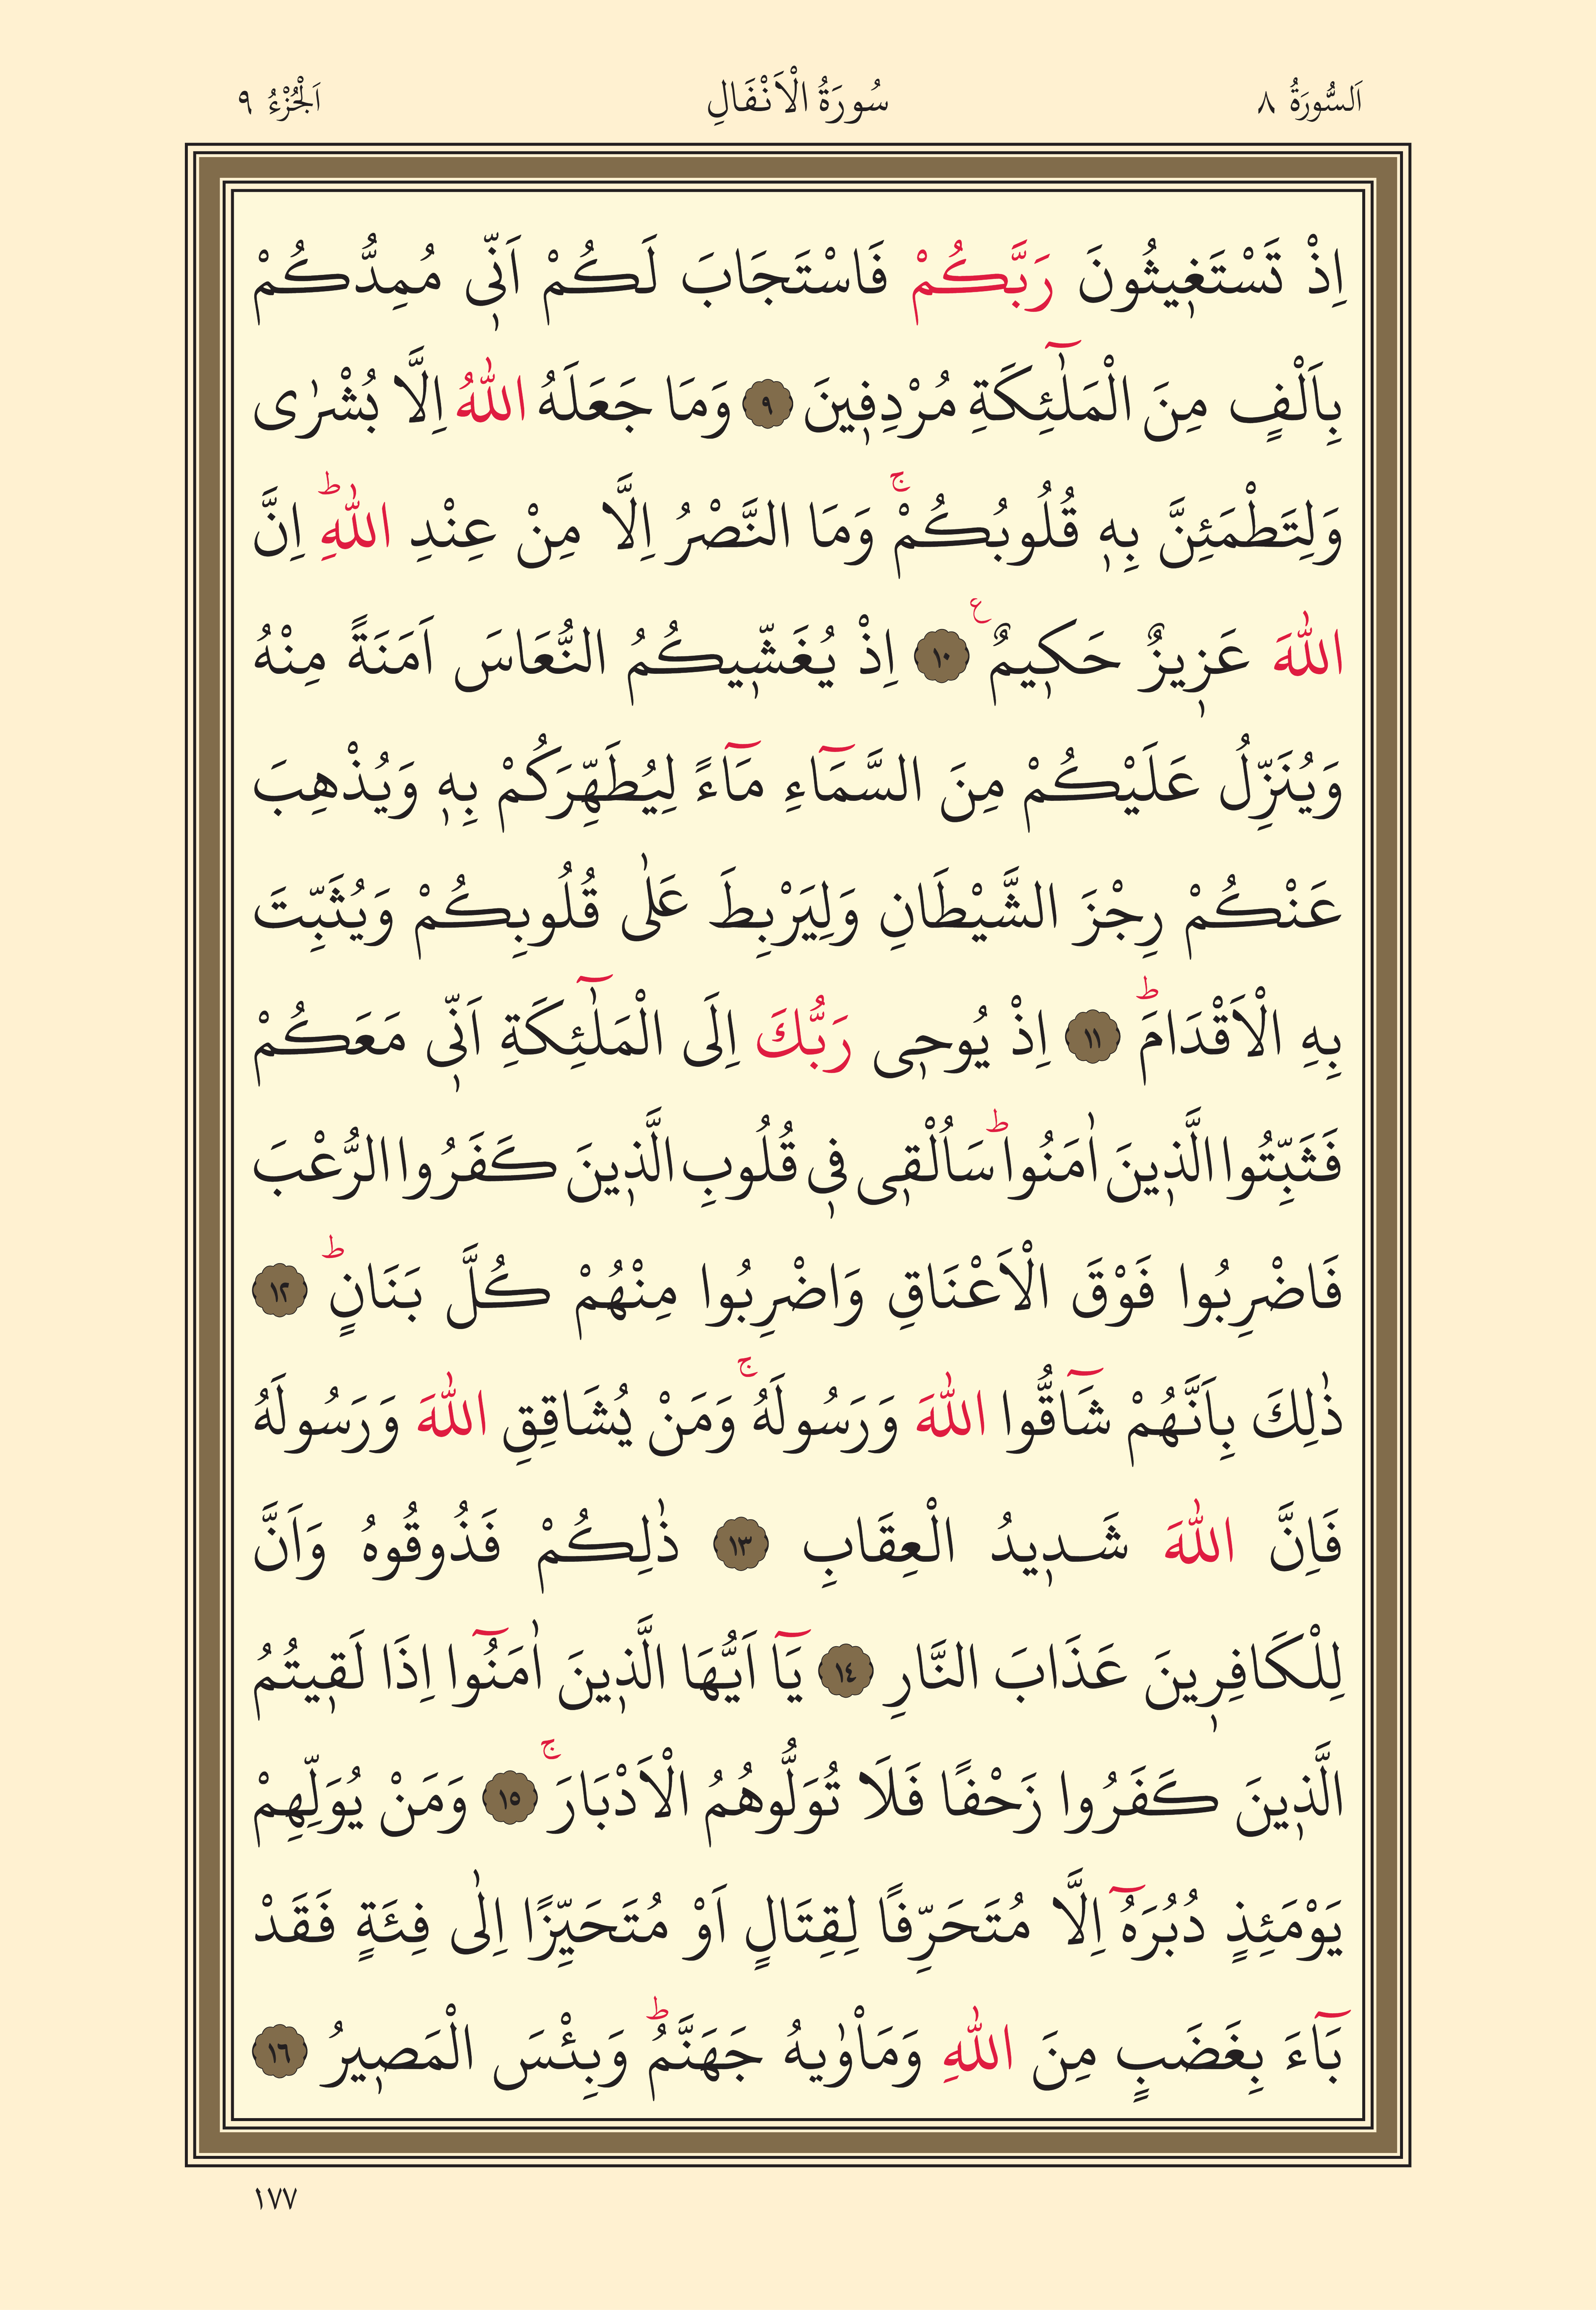 اَلسُّورَةُ ٨ سُورَةُ الْاَنْفَالِ اَلْجُزْءُ ٩
اِذْ تَسْتَغٖيثُونَ رَبَّكُمْ فَاسْتَجَابَ لَكُمْ اَنّٖى مُمِدُّكُمْ
بِاَلْفٍ مِنَ الْمَلٰٓئِكَةِ مُرْدِفٖينَ ٩ وَمَا جَعَلَهُ اللّٰهُ اِلَّا بُشْرٰى
وَلِتَطْمَئِنَّ بِهٖ قُلُوبُكُمْۚ وَمَا النَّصْرُ اِلَّا مِنْ عِنْدِ اللّٰهِؕ اِنَّ
اللّٰهَ عَزٖيزٌ حَكٖيمٌࣖ ١٠ اِذْ يُغَشّٖيكُمُ النُّعَاسَ اَمَنَةً مِنْهُ
وَيُنَزِّلُ عَلَيْكُمْ مِنَ السَّمَٓاءِ مَٓاءً لِيُطَهِّرَكُمْ بِهٖ وَيُذْهِبَ
عَنْكُمْ رِجْزَ الشَّيْطَانِ وَلِيَرْبِطَ عَلٰى قُلُوبِكُمْ وَيُثَبِّتَ
بِهِ الْاَقْدَامَؕ ١١ اِذْ يُوحٖى رَبُّكَ اِلَى الْمَلٰٓئِكَةِ اَنّٖى مَعَكُمْ
فَثَبِّتُوا الَّذٖينَ اٰمَنُواؕ سَاُلْقٖى فٖى قُلُوبِ الَّذٖينَ كَفَرُوا الرُّعْبَ
فَاضْرِبُوا فَوْقَ الْاَعْنَاقِ وَاضْرِبُوا مِنْهُمْ كُلَّ بَنَانٍؕ ١٢
ذٰلِكَ بِاَنَّهُمْ شَٓاقُّوا اللّٰهَ وَرَسُولَهُۚ وَمَنْ يُشَاقِقِ اللّٰهَ وَرَسُولَهُ
فَاِنَّ اللّٰهَ شَدٖيدُ الْعِقَابِ ١٣ ذٰلِكُمْ فَذُوقُوهُ وَاَنَّ
لِلْكَافِرٖينَ عَذَابَ النَّارِ ١٤ يَٓا اَيُّهَا الَّذٖينَ اٰمَنُٓوا اِذَا لَقٖيتُمُ
الَّذٖينَ كَفَرُوا زَحْفًا فَلَا تُوَلُّوهُمُ الْاَدْبَارَۚ ١٥ وَمَنْ يُوَلِّهِمْ
يَوْمَئِذٍ دُبُرَهُٓ اِلَّا مُتَحَرِّفًا لِقِتَالٍ اَوْ مُتَحَيِّزًا اِلٰى فِئَةٍ فَقَدْ
بَٓاءَ بِغَضَبٍ مِنَ اللّٰهِ وَمَاْوٰيهُ جَهَنَّمُؕ وَبِئْسَ الْمَصٖيرُ ١٦
١٧٧